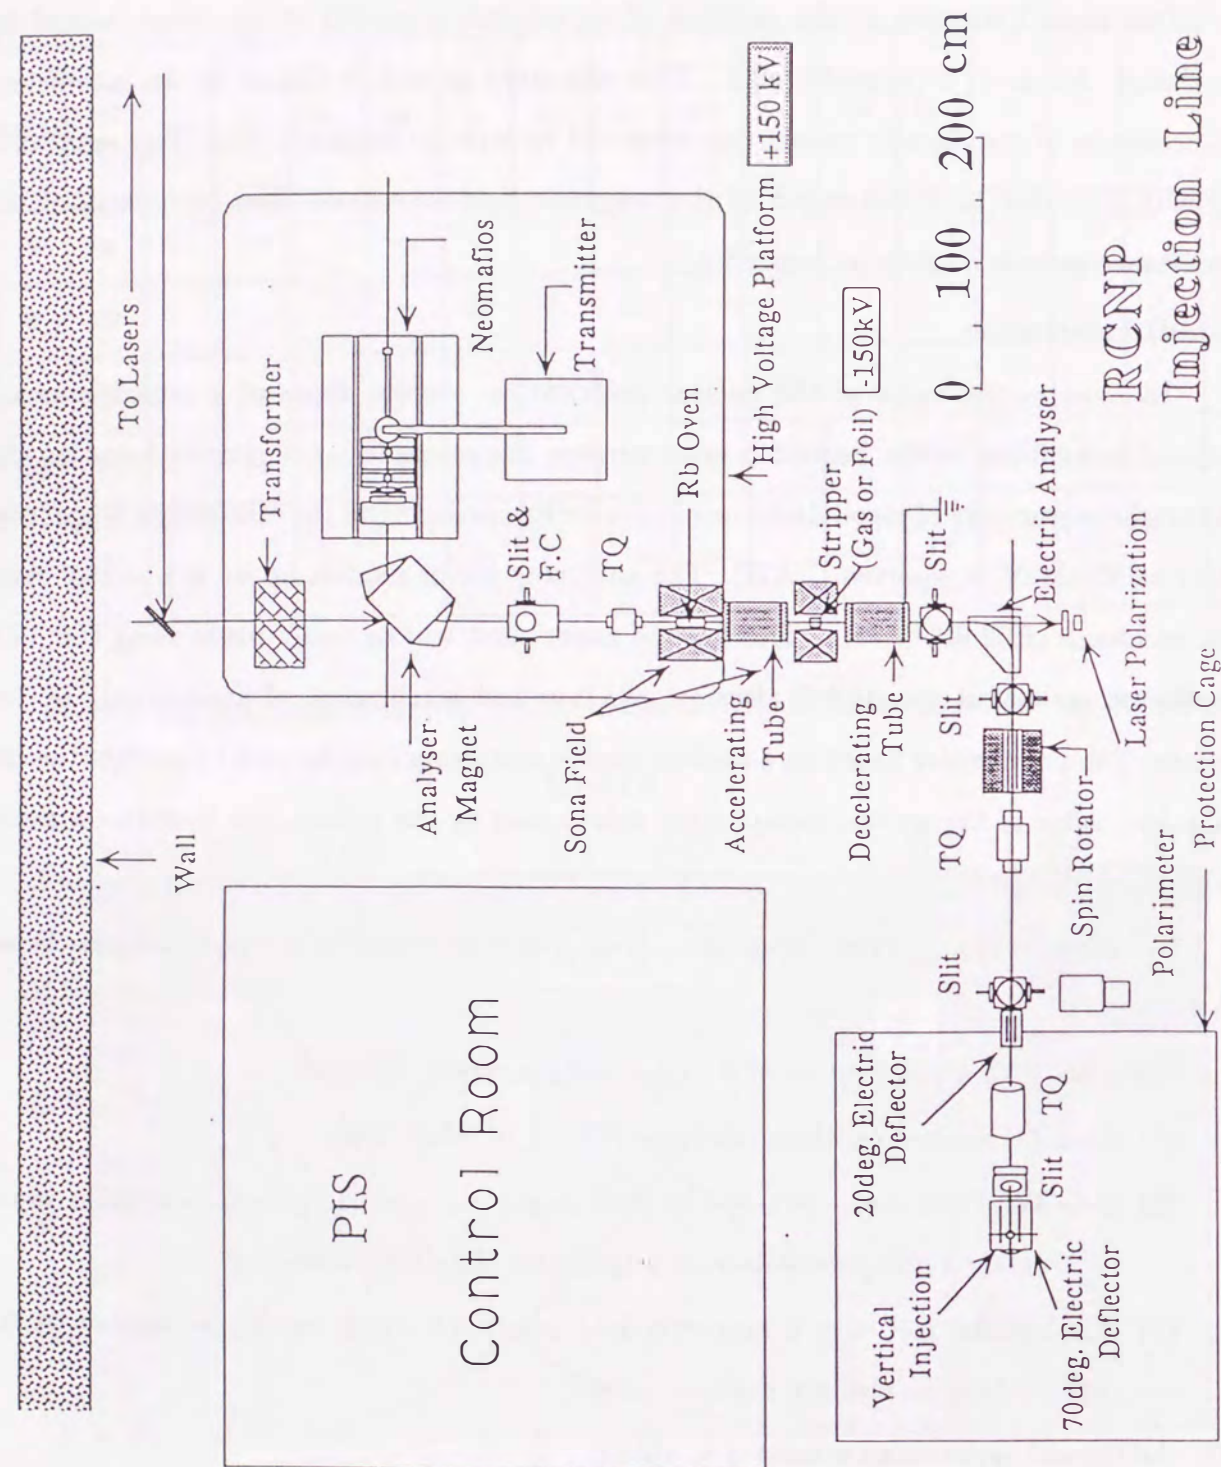 To Lasers
Transformer
Neomafios
Transmitter
Slit &
F.C
TQ
Rb Oven
High Voltage Platform
+150 kV
Wall
Analyser
Magnet
Sona Field
Accelerating
Tube
Stripper
(Gas or Foil)
-150kV
Deccelerating
Tube
Slit
Electric Analyser
Laser Polarization
Slit
TQ
Spin Rotator
Slit
Polarimeter
Protection Cage
PIS
Control Room
20deg. Electric
Deflector
TQ
Slit
Vertical
Injection
70deg. Electric
Deflector
0 100 200 cm
RCNP
Injection Line